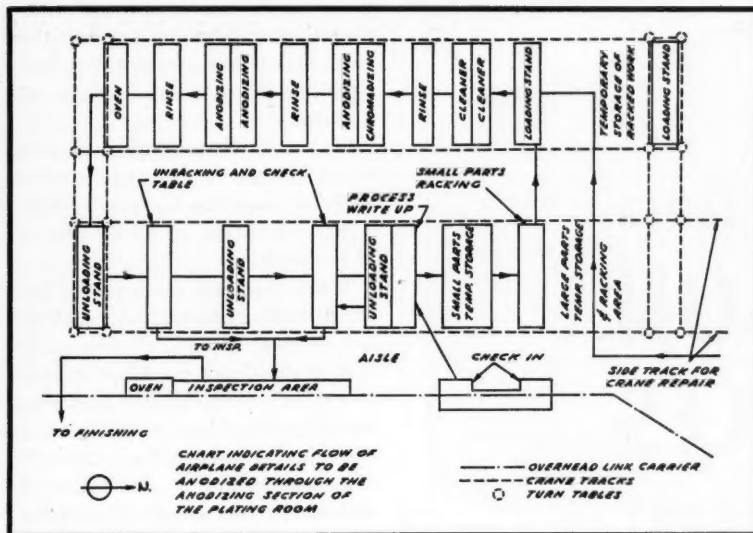 OVEN
RINSE
ANODIZING
ANODIZING
RINSE
ANODIZING
CHROMADIZING
RINSE
CLEANER
CLEANER
LOADING STAND
TEMPORARY
STORAGE OF
RACKED WORK
LOADING STAND
UNRACKING AND CHECK
TABLE
PROCESS
WRITE UP
SMALL PARTS
RACKING
UNLOADING
STAND
UNLOADING
STAND
UNLOADING
STAND
SMALL PARTS
TEMP. STORAGE
LARGE PARTS
TEMP. STORAGE
& RACKING
AREA
TO INSP.
AISLE
CHECK IN
SIDE TRACK FOR
CRANE REPAIR
OVEN
INSPECTION AREA
TO FINISHING
N.
CHART INDICATING FLOW OF
AIRPLANE DETAILS TO BE
ANODIZED THROUGH THE
ANODIZING SECTION OF
THE PLATING ROOM
OVERHEAD LINK CARRIER
CRANE TRACKS
TURN TABLES